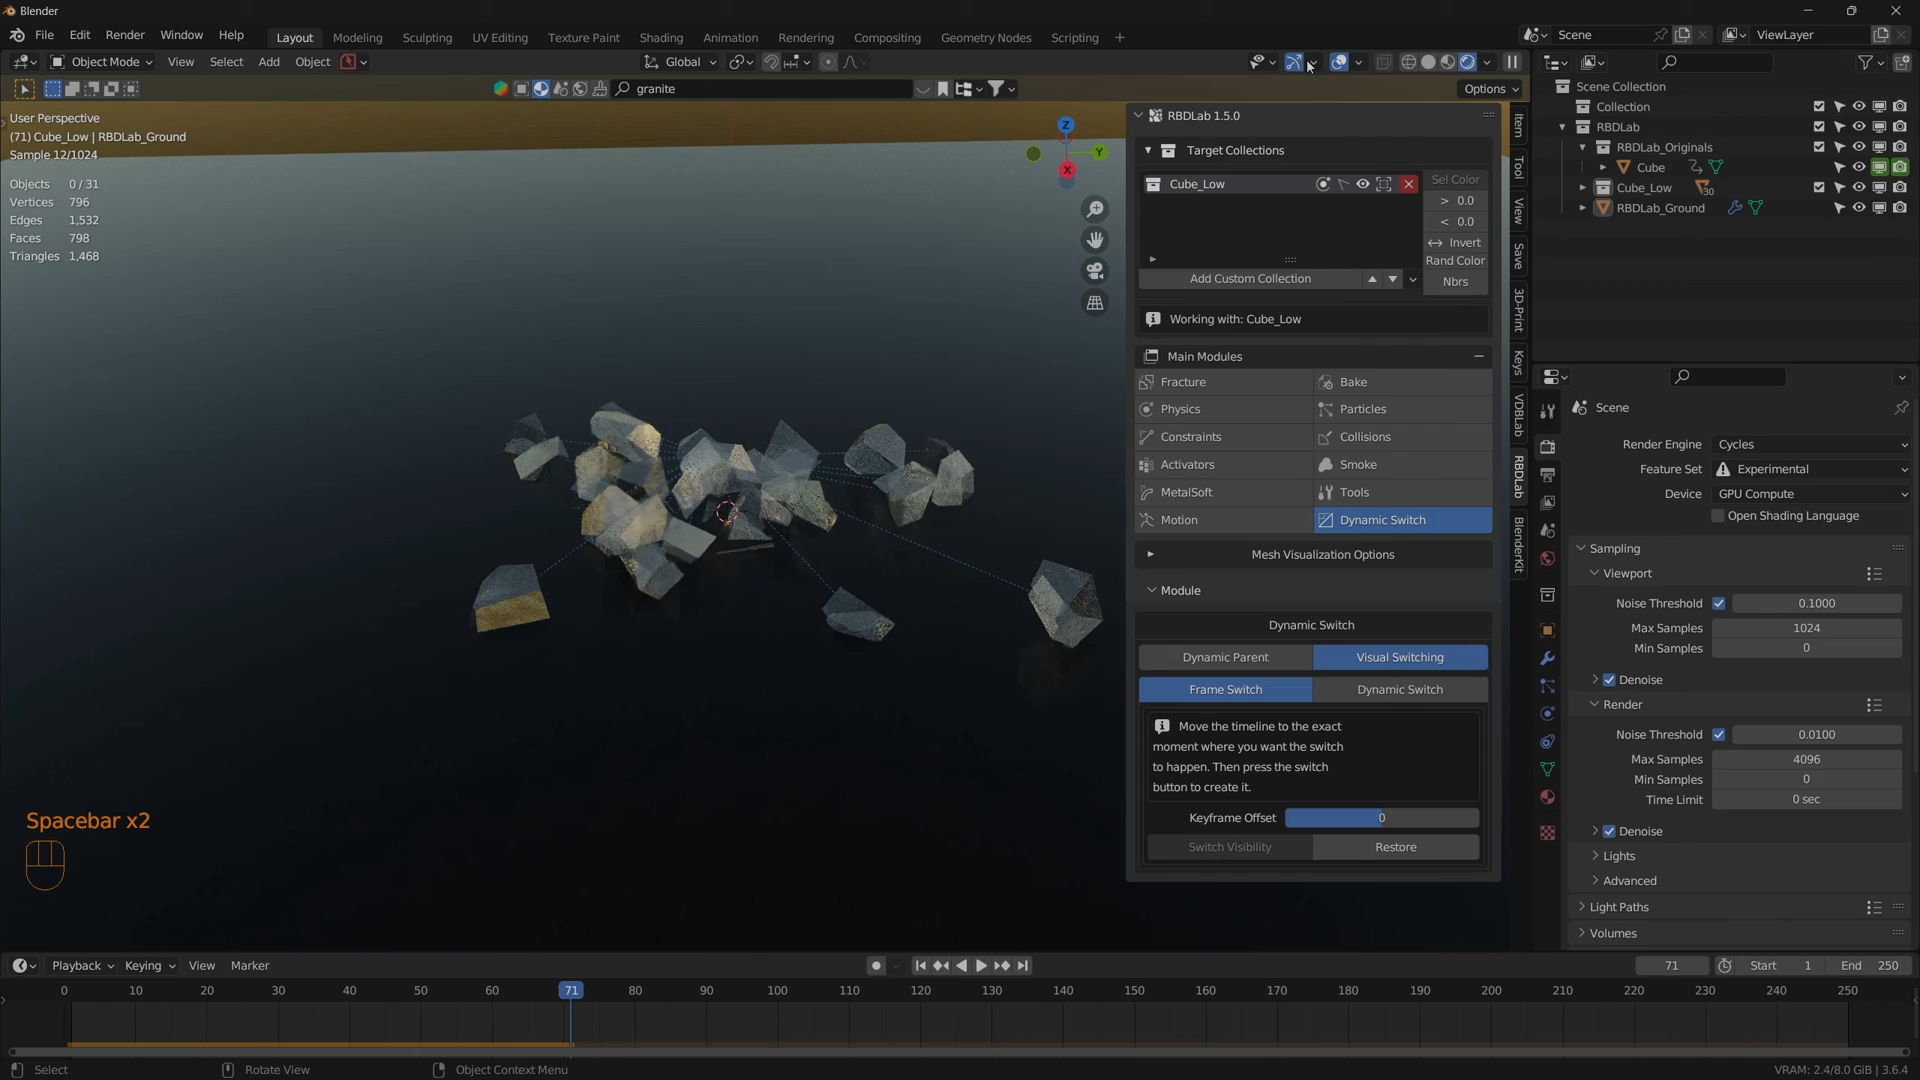 Blender
File Edit Render Window Help Layout Modeling Sculpting UV Editing Texture Paint Shading Animation Rendering Compositing Geometry Nodes Scripting + Scene ViewLayer
Object Mode View Select Add Object Global
granite Options
User Perspective
(71) Cube_Low | RBDLab_Ground
Sample 12/1024
Objects 0 / 31
Vertices 796
Edges 1,532
Faces 798
Triangles 1,468
Z
Y
X
Spacebar x2
RBDLab 1.5.0
Target Collections
Cube_Low
Sel Color
> 0.0
< 0.0
Invert
Rand Color
Add Custom Collection
Nbrs
Working with: Cube_Low
Main Modules
Fracture Bake
Physics Particles
Constraints Collisions
Activators Smoke
MetalSoft Tools
Motion Dynamic Switch
Mesh Visualization Options
Module
Dynamic Switch
Dynamic Parent Visual Switching
Frame Switch Dynamic Switch
Move the timeline to the exact
moment where you want the switch
to happen. Then press the switch
button to create it.
Keyframe Offset 0
Switch Visibility Restore
Item
Tool
View
Save
3D-Print
Keys
VDBLab
RBDLab
BlenderKit
Scene Collection
Collection
RBDLab
RBDLab_Originals
Cube
Cube_Low 30
RBDLab_Ground
Scene
Render Engine Cycles
Feature Set Experimental
Device GPU Compute
Open Shading Language
Sampling
Viewport
Noise Threshold 0.1000
Max Samples 1024
Min Samples 0
Denoise
Render
Noise Threshold 0.0100
Max Samples 4096
Min Samples 0
Time Limit 0 sec
Denoise
Lights
Advanced
Light Paths
Volumes
Playback Keying View Marker 71 Start 1 End 250
0 10 20 30 40 50 60 71 80 90 100 110 120 130 140 150 160 170 180 190 200 210 220 230 240 250
Select Rotate View Object Context Menu VRAM: 2.4/8.0 GiB | 3.6.4